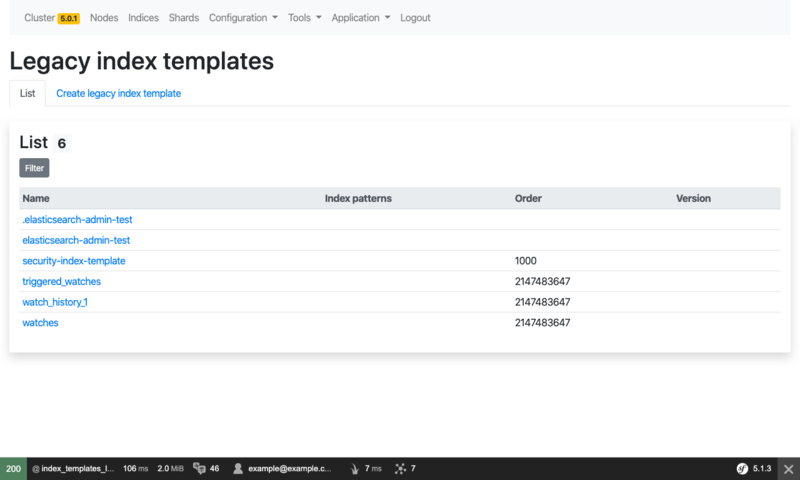 Cluster 5.0.1 Nodes Indices Shards Configuration Tools Application Logout
Legacy index templates
List Create legacy index template
List 6
Filter
Name Index patterns Order Version
.elasticsearch-admin-test
elasticsearch-admin-test
security-index-template 1000
triggered_watches 2147483647
watch_history_1 2147483647
watches 2147483647
200 @ index_templates_l... 106 ms 2.0 MiB 46 example@example.c... 7 ms 7 sf 5.1.3